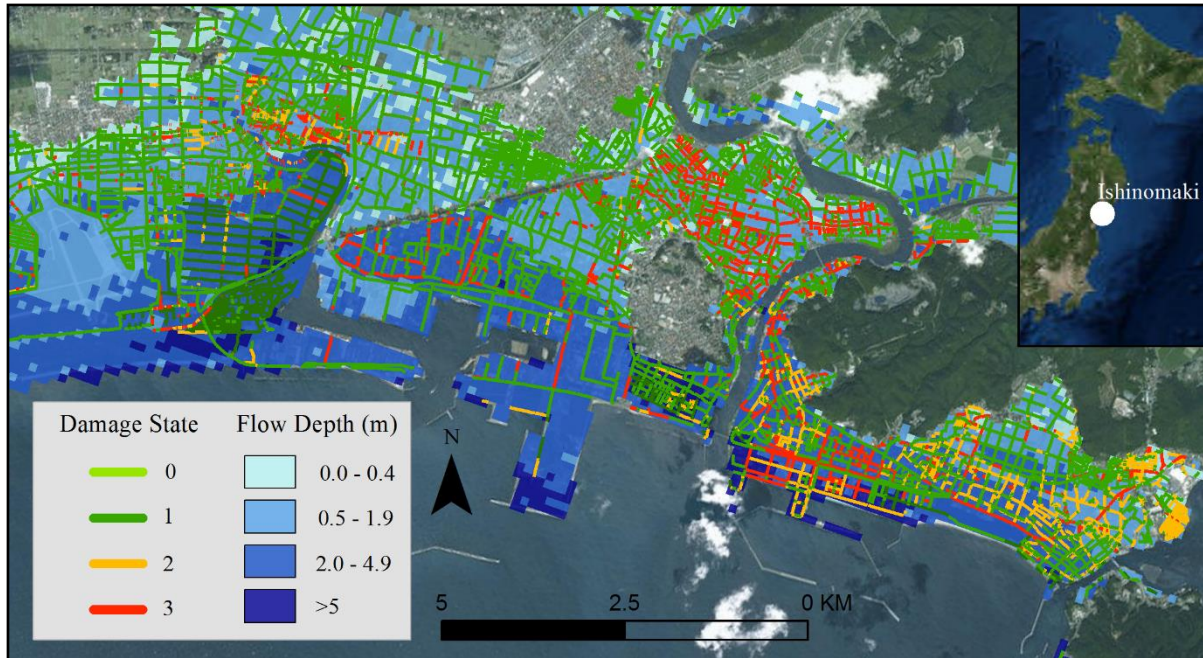 Ishinomaki
Damage State Flow Depth (m)
0 0.0 - 0.4
1 0.5 - 1.9
2 2.0 - 4.9
3 >5
N
5 2.5 0 KM